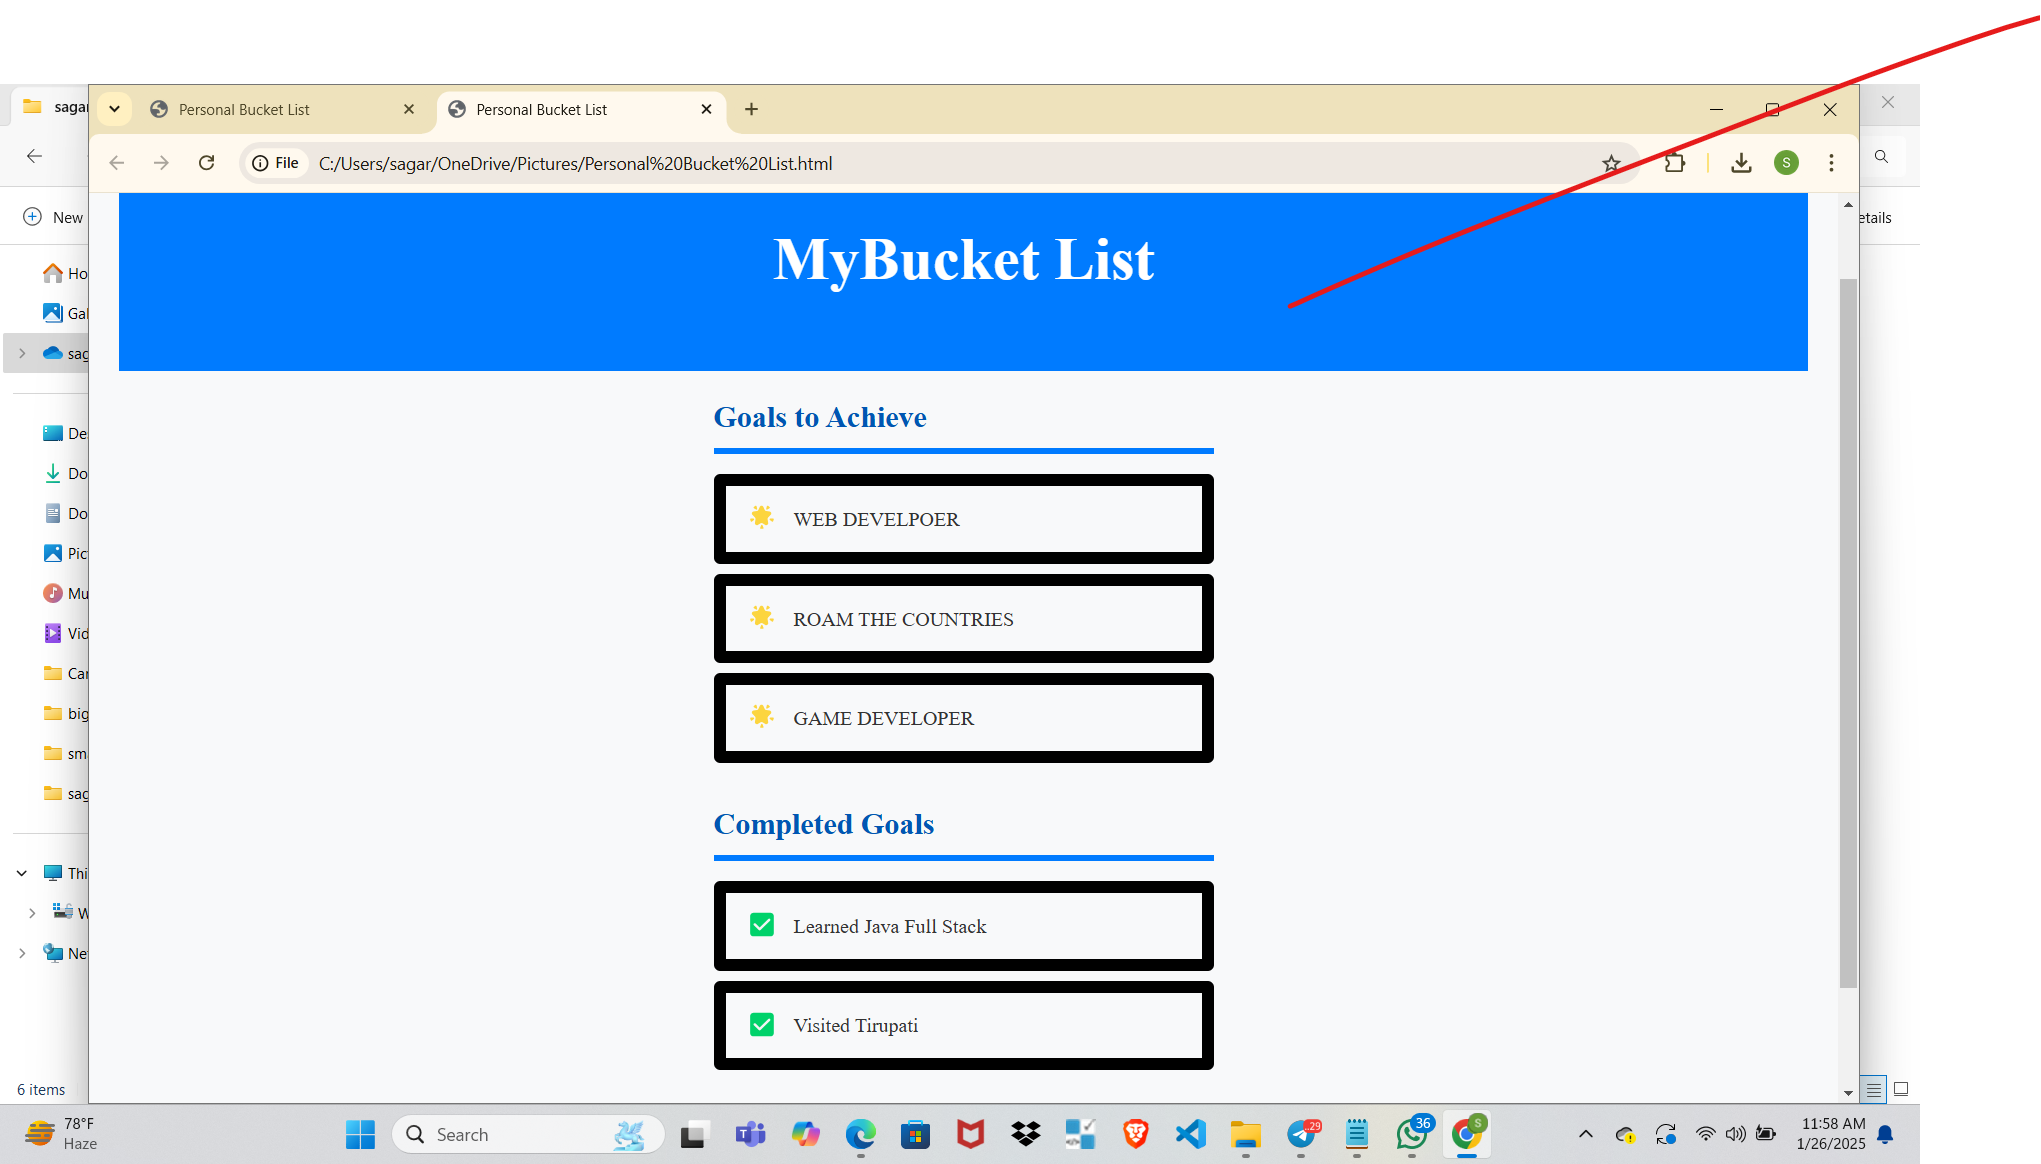 sagar
Personal Bucket List
Personal Bucket List
File
C:/Users/sagar/OneDrive/Pictures/Personal%20Bucket%20List.html
S
New
etails
Ho
Gal
sag
De
Do
Do
Pic
Mu
Vid
Car
big
sm
sag
Thi
W
Ne
6 items
MyBucket List
Goals to Achieve
WEB DEVELPOER
ROAM THE COUNTRIES
GAME DEVELOPER
Completed Goals
Learned Java Full Stack
Visited Tirupati
78°F
Haze
Search
29
36
S
11:58 AM
1/26/2025